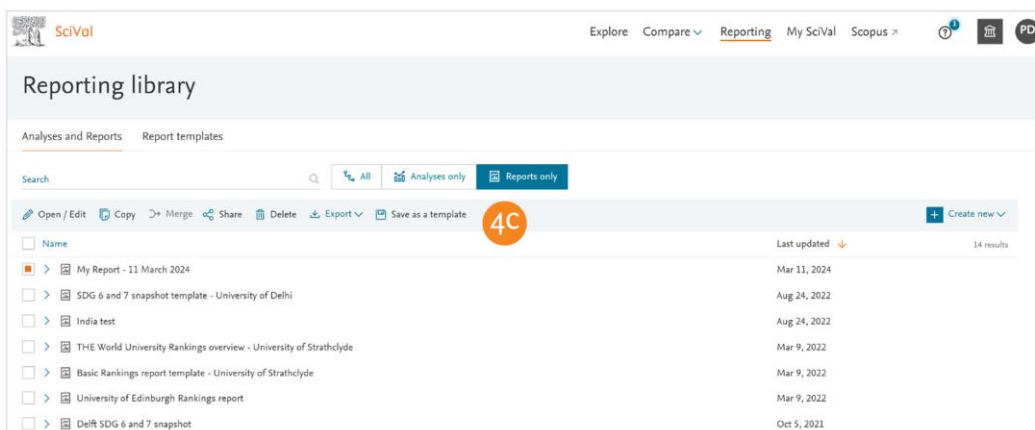 SciVal
Explore Compare Reporting My SciVal Scopus 1 PD
Reporting library
Analyses and Reports Report templates
Search All Analyses only Reports only
Open / Edit Copy Merge Share Delete Export Save as a template 4C Create new
Name Last updated 14 results
My Report - 11 March 2024 Mar 11, 2024
SDG 6 and 7 snapshot template - University of Delhi Aug 24, 2022
India test Aug 24, 2022
THE World University Rankings overview - University of Strathclyde Mar 9, 2022
Basic Rankings report template - University of Strathclyde Mar 9, 2022
University of Edinburgh Rankings report Mar 9, 2022
Delft SDG 6 and 7 snapshot Oct 5, 2021